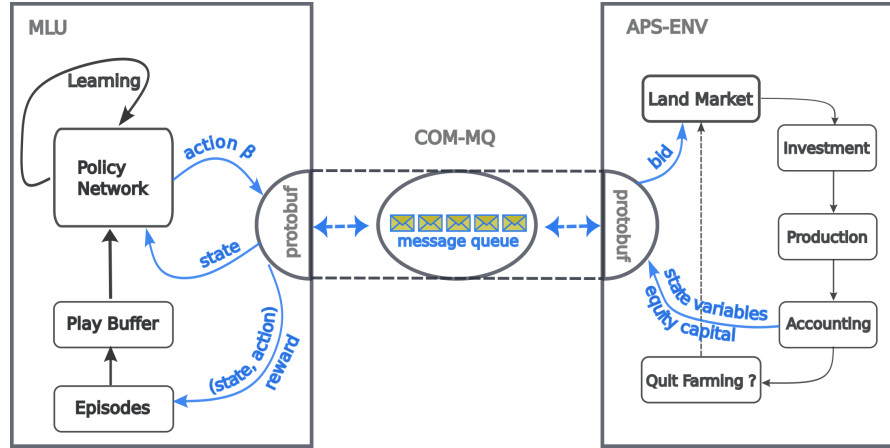 MLU
Learning
Policy
Network
action β
protobuf
state
Play Buffer
(state, action)
reward
Episodes
COM-MQ
message queue
APS-ENV
Land Market
bid
protobuf
Investment
Production
state variables
equity capital
Accounting
Quit Farming ?